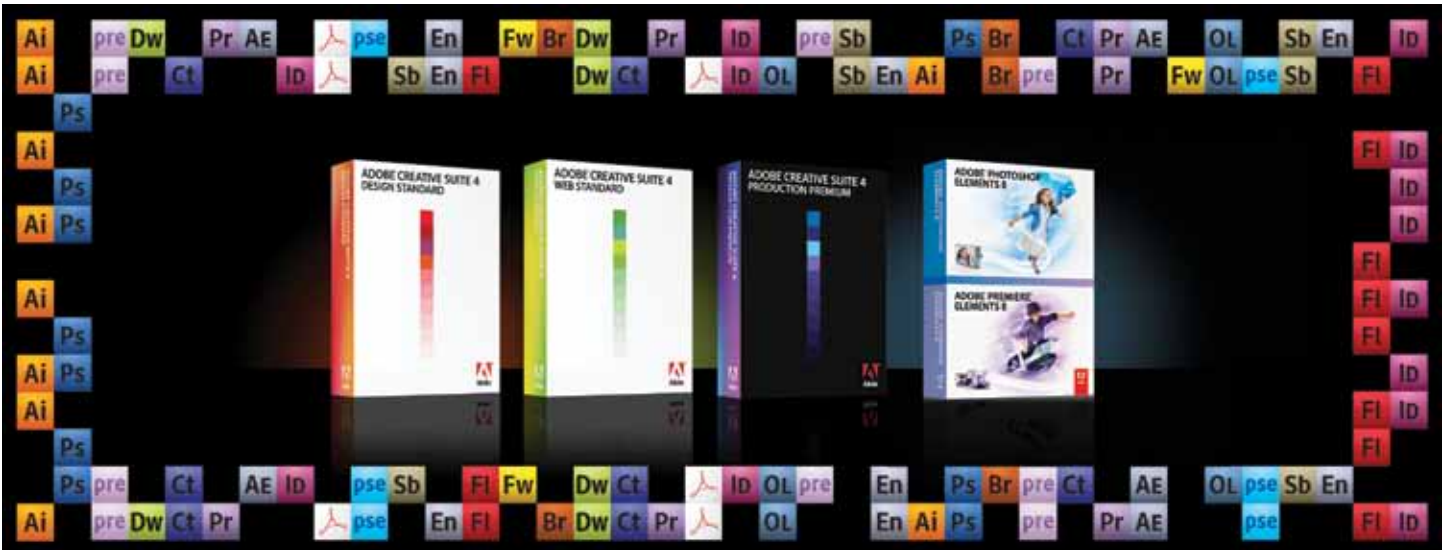 Ai pre Dw Pr AE pse En Fw Br Dw Pr ID pre Sb Ps Br Ct Pr AE OL Sb En ID
Ai pre Ct ID Sb En Fl Dw Ct ID OL Sb En Ai Br pre Pr Fw OL pse Sb Fl
Ps
Ai Fl ID
Ps ID
Ai Ps ID
Fl
Ai Fl ID
Ps Fl
Ai Ps ID
Ai Fl ID
Ps Fl
ADOBE CREATIVE SUITE 4
DESIGN STANDARD
ADOBE CREATIVE SUITE 4
WEB STANDARD
ADOBE CREATIVE SUITE 4
PRODUCTION PREMIUM
ADOBE PHOTOSHOP
ELEMENTS 8
ADOBE PREMIERE
ELEMENTS 8
Ps pre Ct AE ID pse Sb Fl Fw Dw Ct ID OL pre En Ps Br pre Ct AE OL pse Sb En
Ai pre Dw Ct Pr pse En Fl Br Dw Ct Pr OL En Ai Ps pre Pr AE pse Fl ID